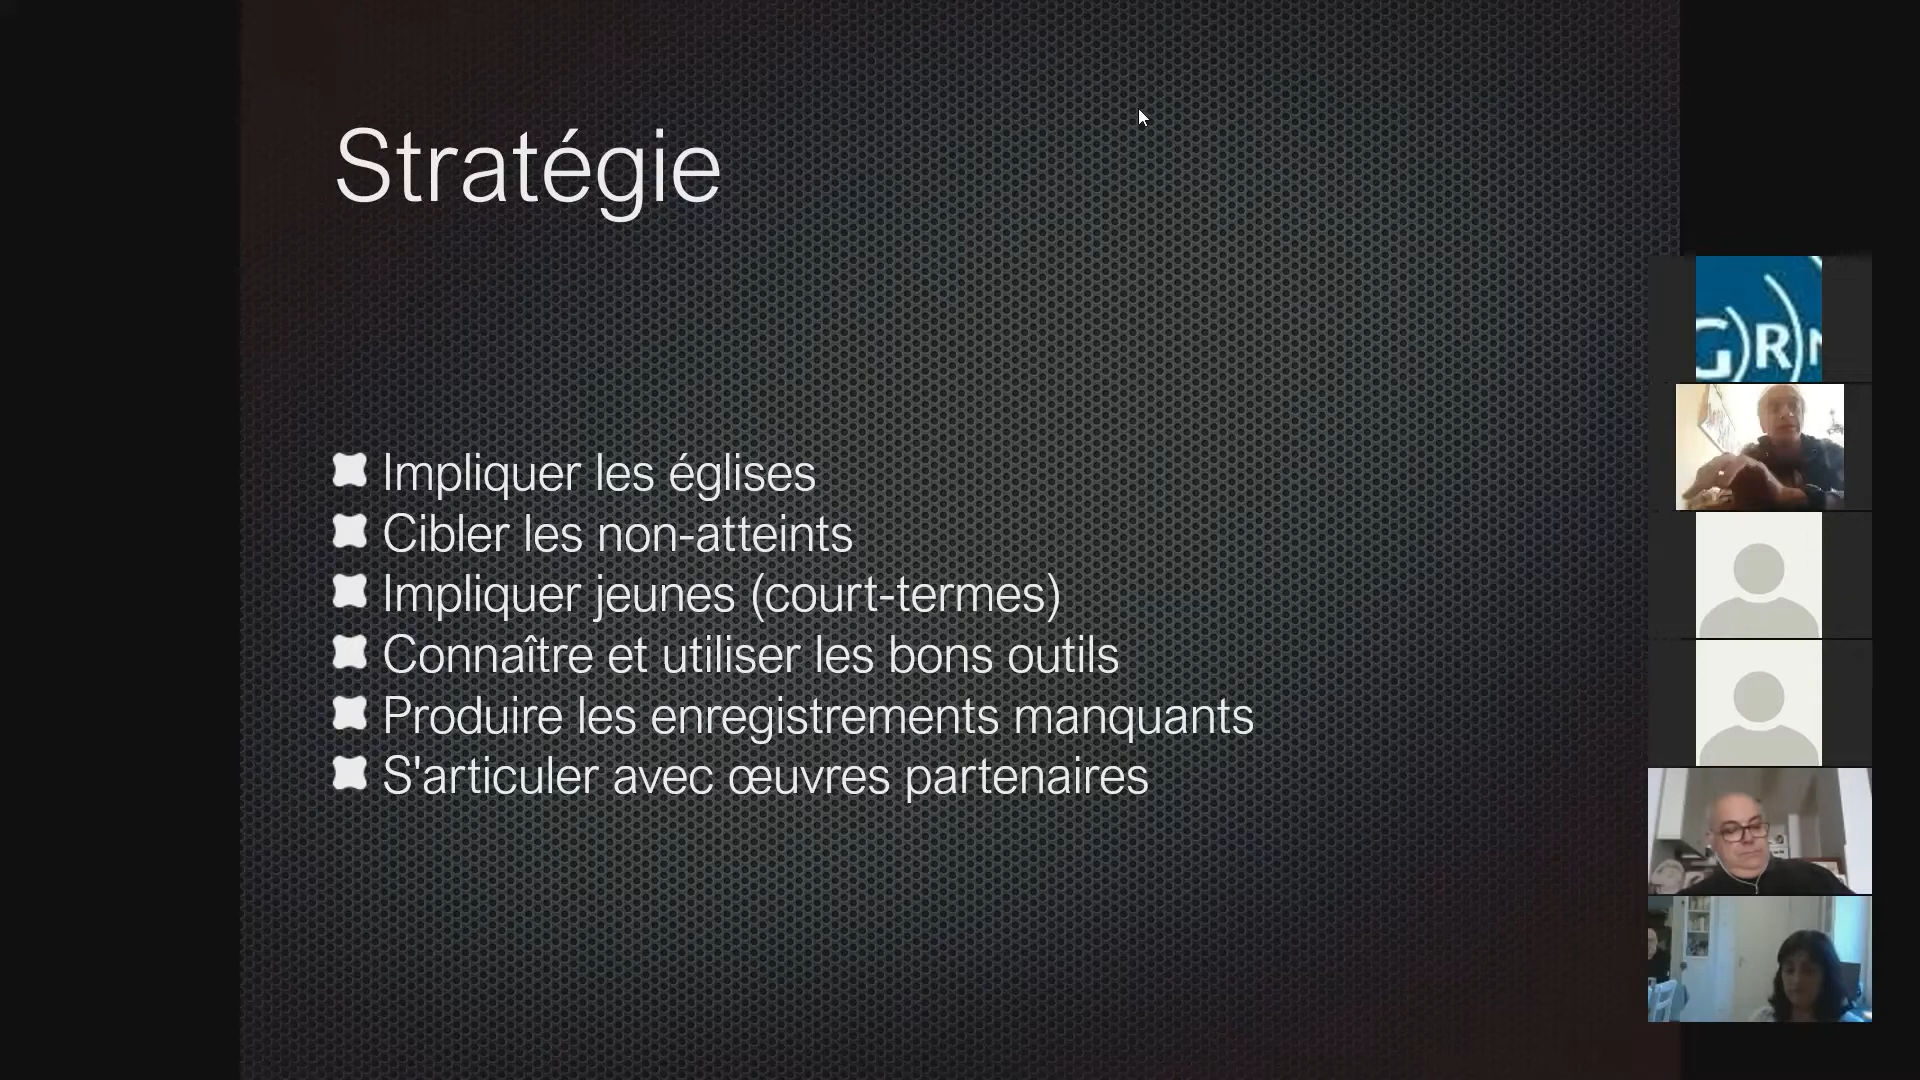 Stratégie
Impliquer les églises
Cibler les non-atteints
Impliquer jeunes (court-termes)
Connaître et utiliser les bons outils
Produire les enregistrements manquants
S'articuler avec œuvres partenaires
GRN